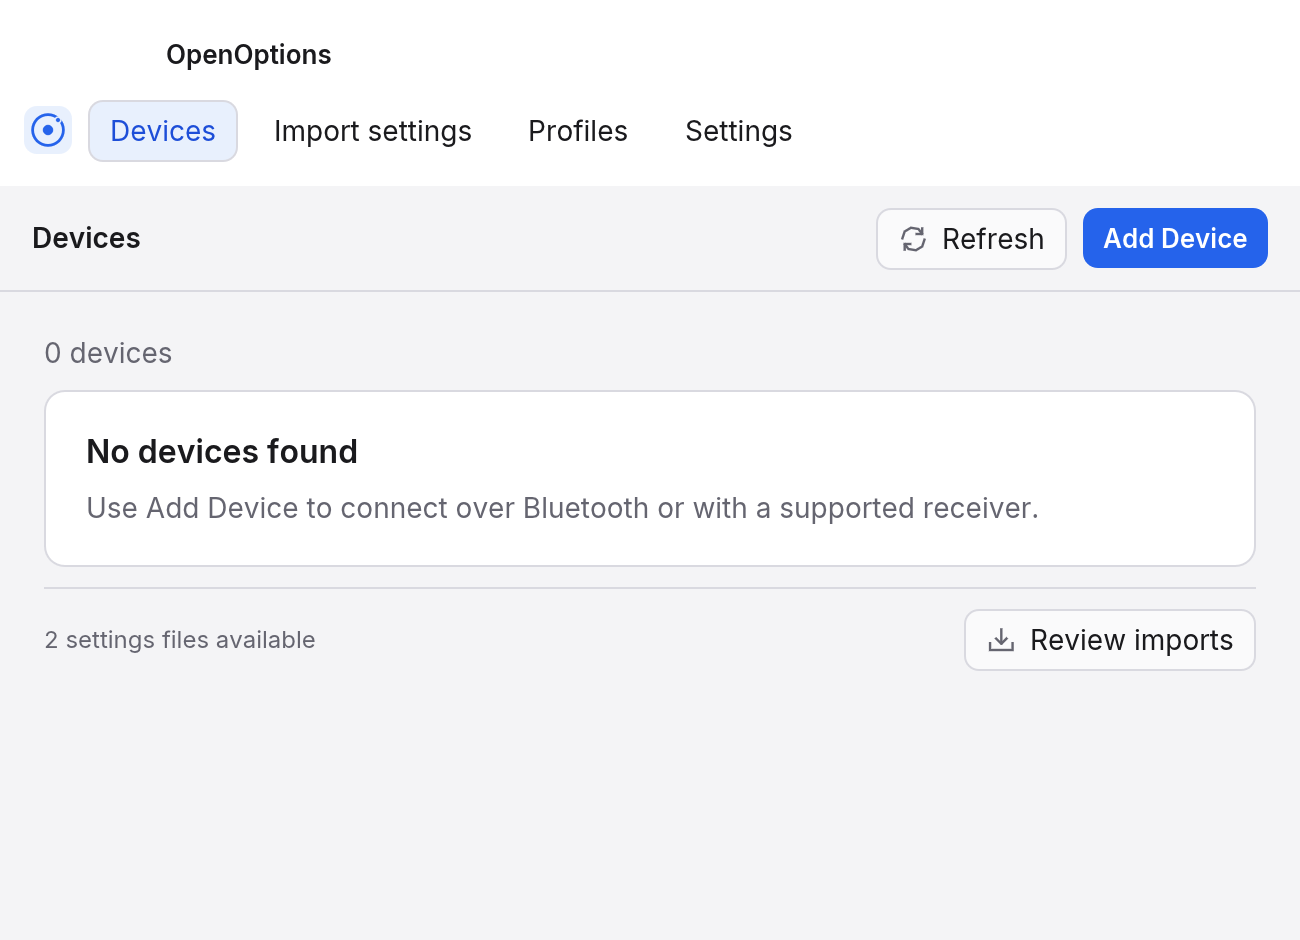 OpenOptions
Devices
Import settings
Profiles
Settings
Devices
Refresh
Add Device
0 devices
No devices found
Use Add Device to connect over Bluetooth or with a supported receiver.
2 settings files available
Review imports